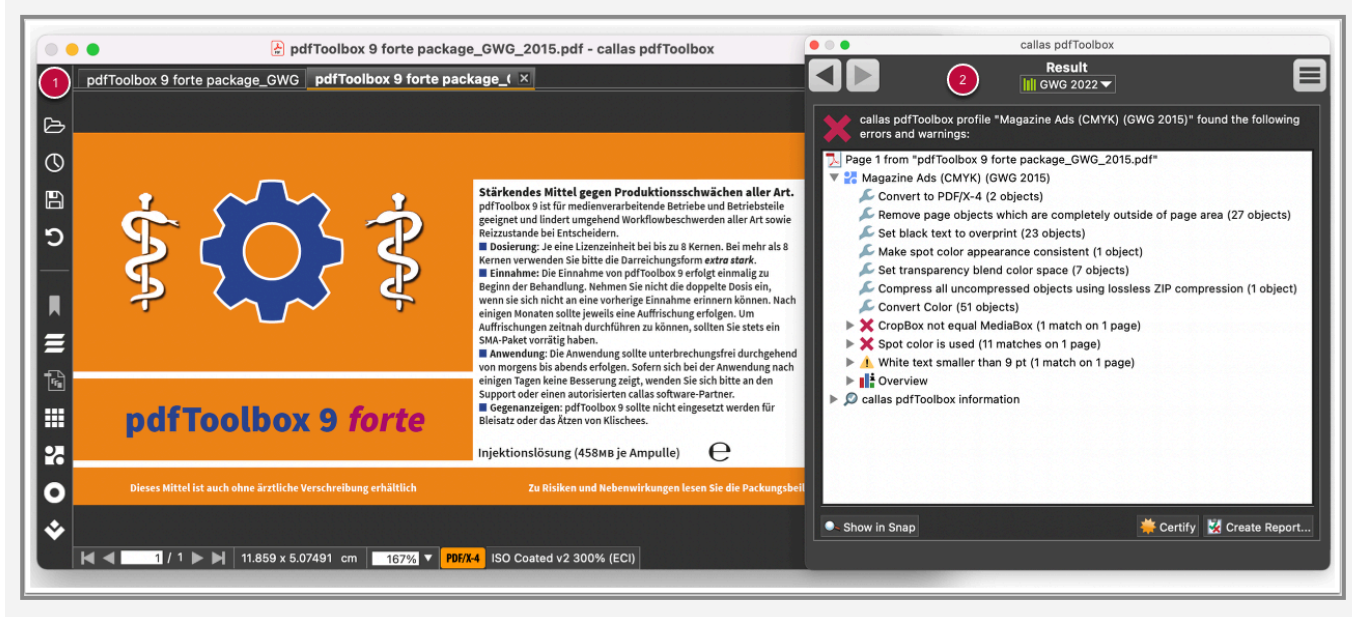 pdfToolbox 9 forte package_GWG_2015.pdf - callas pdfToolbox
1
pdfToolbox 9 forte package_GWG
pdfToolbox 9 forte package_(
Stärkendes Mittel gegen Produktionsschwächen aller Art.
pdfToolbox 9 ist für medienverarbeitende Betriebe und Betriebsteile
geeignet und lindert umgehend Workflowbeschwerden aller Art sowie
Reizzustande bei Entscheidern.
Dosierung: Je eine Lizenzeinheit bei bis zu 8 Kernen. Bei mehr als 8
Kernen verwenden Sie bitte die Darreichungsform extra stark.
Einnahme: Die Einnahme von pdfToolbox 9 erfolgt einmalig zu
Beginn der Behandlung. Nehmen Sie nicht die doppelte Dosis ein,
wenn sie sich nicht an eine vorherige Einnahme erinnern können. Nach
einigen Monaten sollte jeweils eine Auffrischung erfolgen. Um
Auffrischungen zeitnah durchführen zu können, sollten Sie stets ein
SMA-Paket vorrätig haben.
Anwendung: Die Anwendung sollte unterbrechungsfrei durchgehend
von morgens bis abends erfolgen. Sofern sich bei der Anwendung nach
einigen Tagen keine Besserung zeigt, wenden Sie sich bitte an den
Support oder einen autorisierten callas software-Partner.
Gegenanzeigen: pdfToolbox 9 sollte nicht eingesetzt werden für
Bleisatz oder das Ätzen von Klischees.
pdfToolbox 9 forte
Injektionslösung (458MB je Ampulle) ℮
Dieses Mittel ist auch ohne ärztliche Verschreibung erhältlich
Zu Risiken und Nebenwirkungen lesen Sie die Packungsbeil
1 / 1
11.859 x 5.07491 cm
167%
PDF/X-4
ISO Coated v2 300% (ECI)
callas pdfToolbox
2
Result
GWG 2022
callas pdfToolbox profile "Magazine Ads (CMYK) (GWG 2015)" found the following
errors and warnings:
Page 1 from "pdfToolbox 9 forte package_GWG_2015.pdf"
Magazine Ads (CMYK) (GWG 2015)
Convert to PDF/X-4 (2 objects)
Remove page objects which are completely outside of page area (27 objects)
Set black text to overprint (23 objects)
Make spot color appearance consistent (1 object)
Set transparency blend color space (7 objects)
Compress all uncompressed objects using lossless ZIP compression (1 object)
Convert Color (51 objects)
CropBox not equal MediaBox (1 match on 1 page)
Spot color is used (11 matches on 1 page)
White text smaller than 9 pt (1 match on 1 page)
Overview
callas pdfToolbox information
Show in Snap
Certify
Create Report...